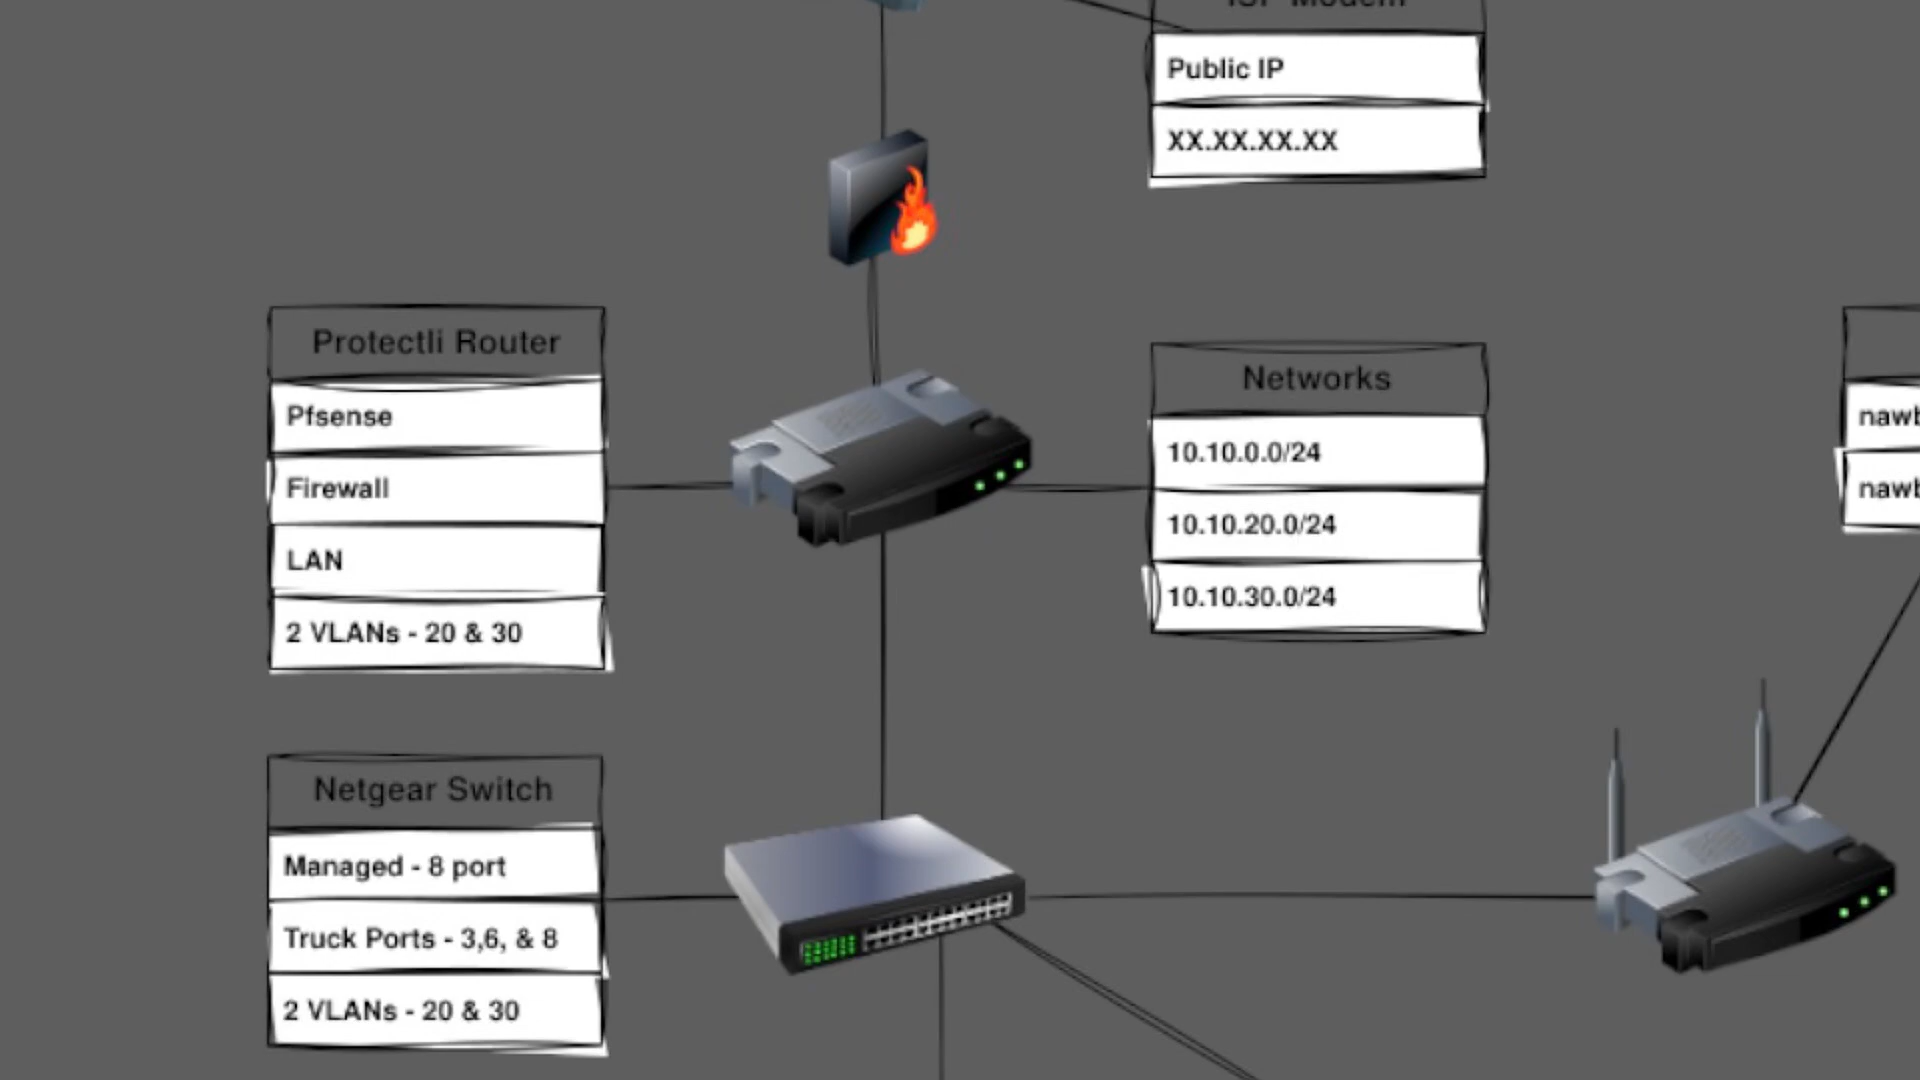 ISP Modem
Public IP
XX.XX.XX.XX
Protectli Router
Pfsense
Firewall
LAN
2 VLANs - 20 & 30
Networks
10.10.0.0/24
10.10.20.0/24
10.10.30.0/24
Netgear Switch
Managed - 8 port
Truck Ports - 3,6, & 8
2 VLANs - 20 & 30